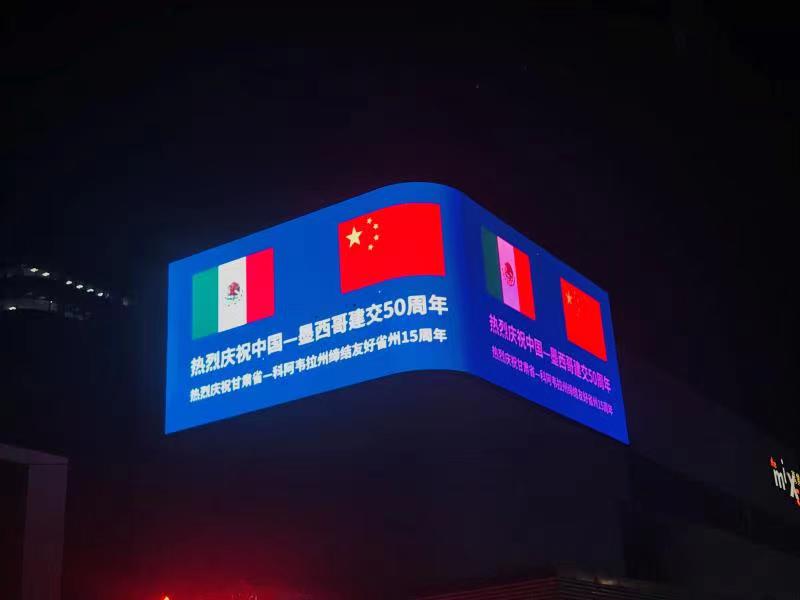 热烈庆祝中国—墨西哥建交50周年
热烈庆祝甘肃省—科阿韦拉州缔结友好省州15周年
热烈庆祝中国—墨西哥建交50周年
热烈庆祝甘肃省—科阿韦拉州缔结友好省州15周年
the
mix